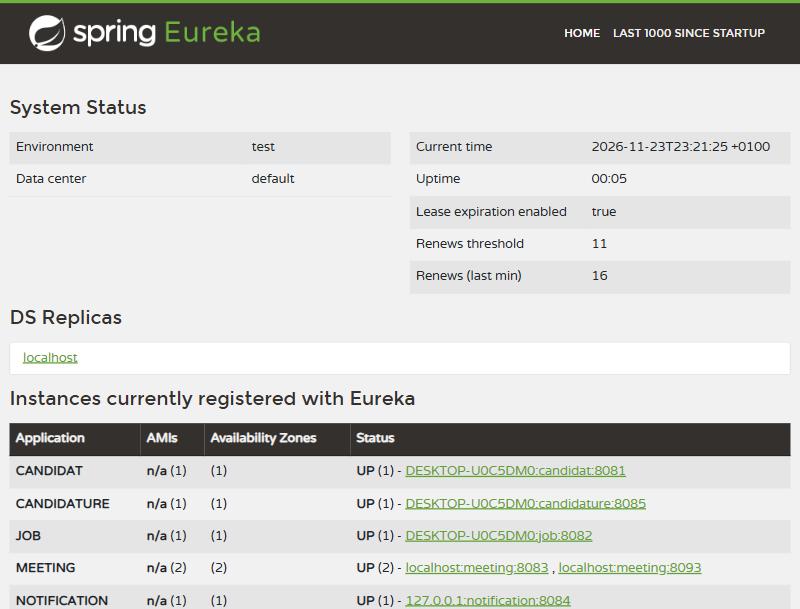 spring Eureka
HOME LAST 1000 SINCE STARTUP
System Status
Environment test
Data center default
Current time 2026-11-23T23:21:25 +0100
Uptime 00:05
Lease expiration enabled true
Renews threshold 11
Renews (last min) 16
DS Replicas
localhost
Instances currently registered with Eureka
Application AMIs Availability Zones Status
CANDIDAT n/a (1) (1) UP (1) - DESKTOP-U0C5DM0:candidat:8081
CANDIDATURE n/a (1) (1) UP (1) - DESKTOP-U0C5DM0:candidature:8085
JOB n/a (1) (1) UP (1) - DESKTOP-U0C5DM0:job:8082
MEETING n/a (2) (2) UP (2) - localhost:meeting:8083 , localhost:meeting:8093
NOTIFICATION n/a (1) (1) UP (1) - 127.0.0.1:notification:8084